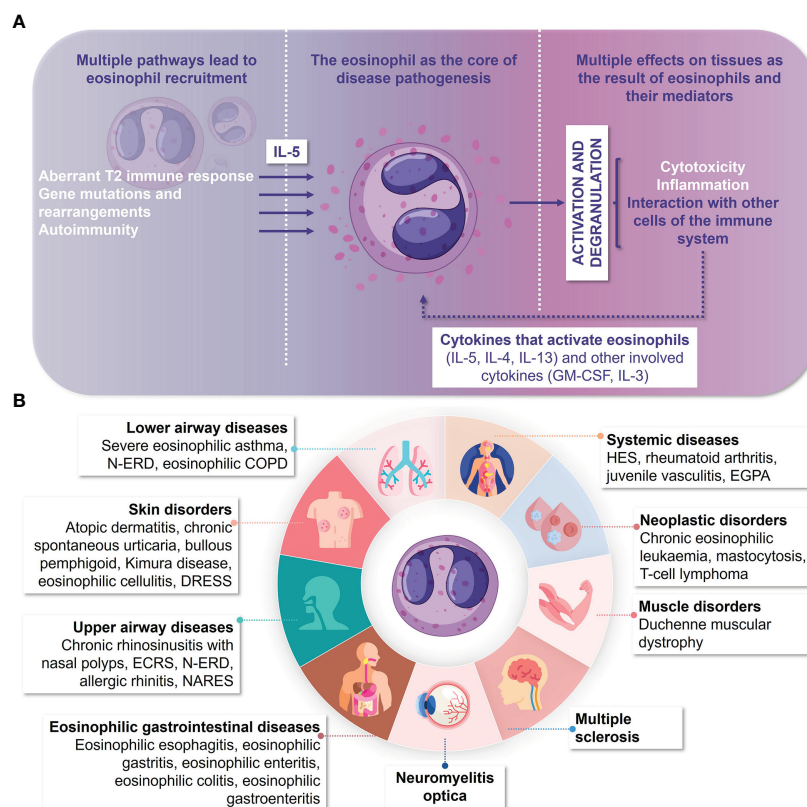 A
Multiple pathways lead to
eosinophil recruitment
The eosinophil as the core of
disease pathogenesis
Multiple effects on tissues as
the result of eosinophils and
their mediators
IL-5
Aberrant T2 immune response
Gene mutations and
rearrangements
Autoimmunity
ACTIVATION AND
DEGRANULATION
Cytotoxicity
Inflammation
Interaction with other
cells of the immune
system
Cytokines that activate eosinophils
(IL-5, IL-4, IL-13) and other involved
cytokines (GM-CSF, IL-3)
B
Lower airway diseases
Severe eosinophilic asthma,
N-ERD, eosinophilic COPD
Systemic diseases
HES, rheumatoid arthritis,
juvenile vasculitis, EGPA
Skin disorders
Atopic dermatitis, chronic
spontaneous urticaria, bullous
pemphigoid, Kimura disease,
eosinophilic cellulitis, DRESS
Neoplastic disorders
Chronic eosinophilic
leukaemia, mastocytosis,
T-cell lymphoma
Muscle disorders
Duchenne muscular
dystrophy
Upper airway diseases
Chronic rhinosinusitis with
nasal polyps, ECRS, N-ERD,
allergic rhinitis, NARES
Multiple
sclerosis
Eosinophilic gastrointestinal diseases
Eosinophilic esophagitis, eosinophilic
gastritis, eosinophilic enteritis,
eosinophilic colitis, eosinophilic
gastroenteritis
Neuromyelitis
optica